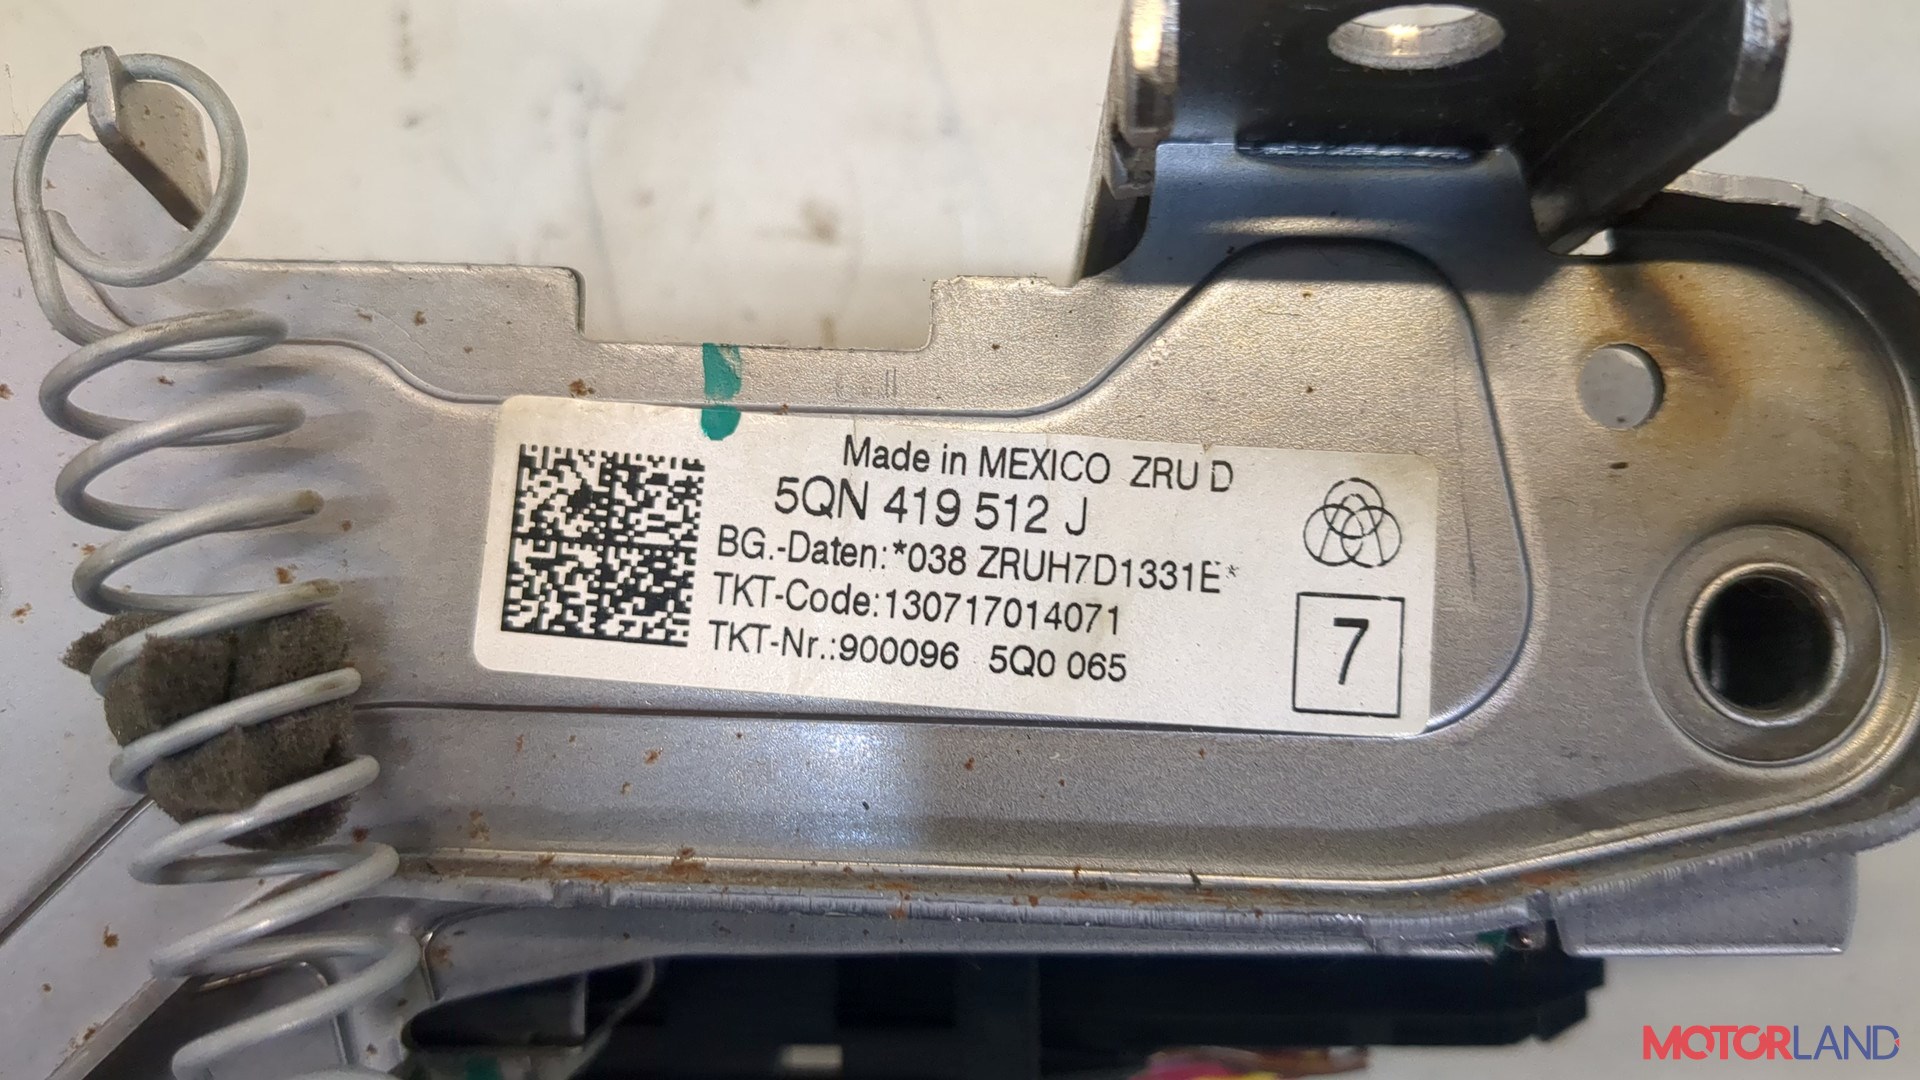 Made in MEXICO ZRU D
5QN 419 512 J
BG.-Daten:*038 ZRUH7D1331E*
TKT-Code:130717014071
TKT-Nr.:900096 5Q0 065
7
MOTORLAND